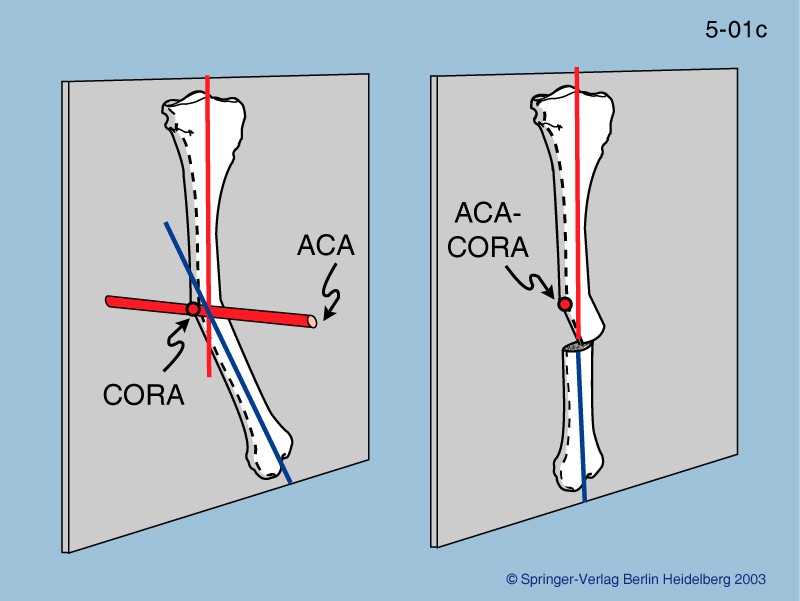 5-01c
ACA
CORA
ACA-
CORA
© Springer-Verlag Berlin Heidelberg 2003